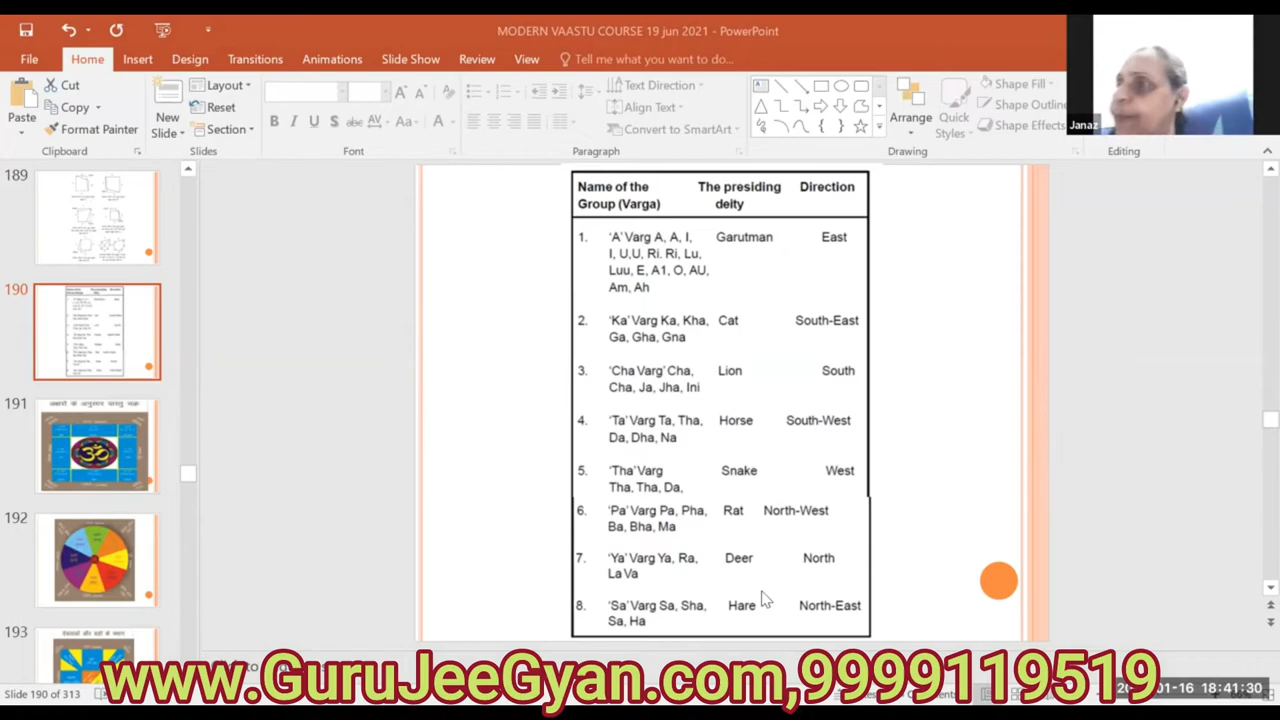 MODERN VAASTU COURSE 19 jun 2021 - PowerPoint
File Home Insert Design Transitions Animations Slide Show Review View Tell me what you want to do...
Cut Layout Text Direction Shape Fill
Copy Reset Align Text Shape Outline
Paste Format Painter New Slide Section Convert to SmartArt Arrange Quick Styles Shape Effects
Clipboard Slides Font Paragraph Drawing Editing
Janaz
189
190
191
अक्षरों के अनुसार वास्तु चक्र
192
193
Name of the Group (Varga) The presiding deity Direction
1. 'A' Varg A, A, I, Garutman East
I, U,U, Ri. Ri, Lu,
Luu, E, A1, O, AU,
Am, Ah
2. 'Ka' Varg Ka, Kha, Cat South-East
Ga, Gha, Gna
3. 'Cha Varg' Cha, Lion South
Cha, Ja, Jha, Ini
4. 'Ta' Varg Ta, Tha, Horse South-West
Da, Dha, Na
5. 'Tha' Varg Snake West
Tha, Tha, Da,
6. 'Pa' Varg Pa, Pha, Rat North-West
Ba, Bha, Ma
7. 'Ya' Varg Ya, Ra, Deer North
La Va
8. 'Sa' Varg Sa, Sha, Hare North-East
Sa, Ha
www.GuruJeeGyan.com,9999119519
Slide 190 of 313
01-16 18:41:30